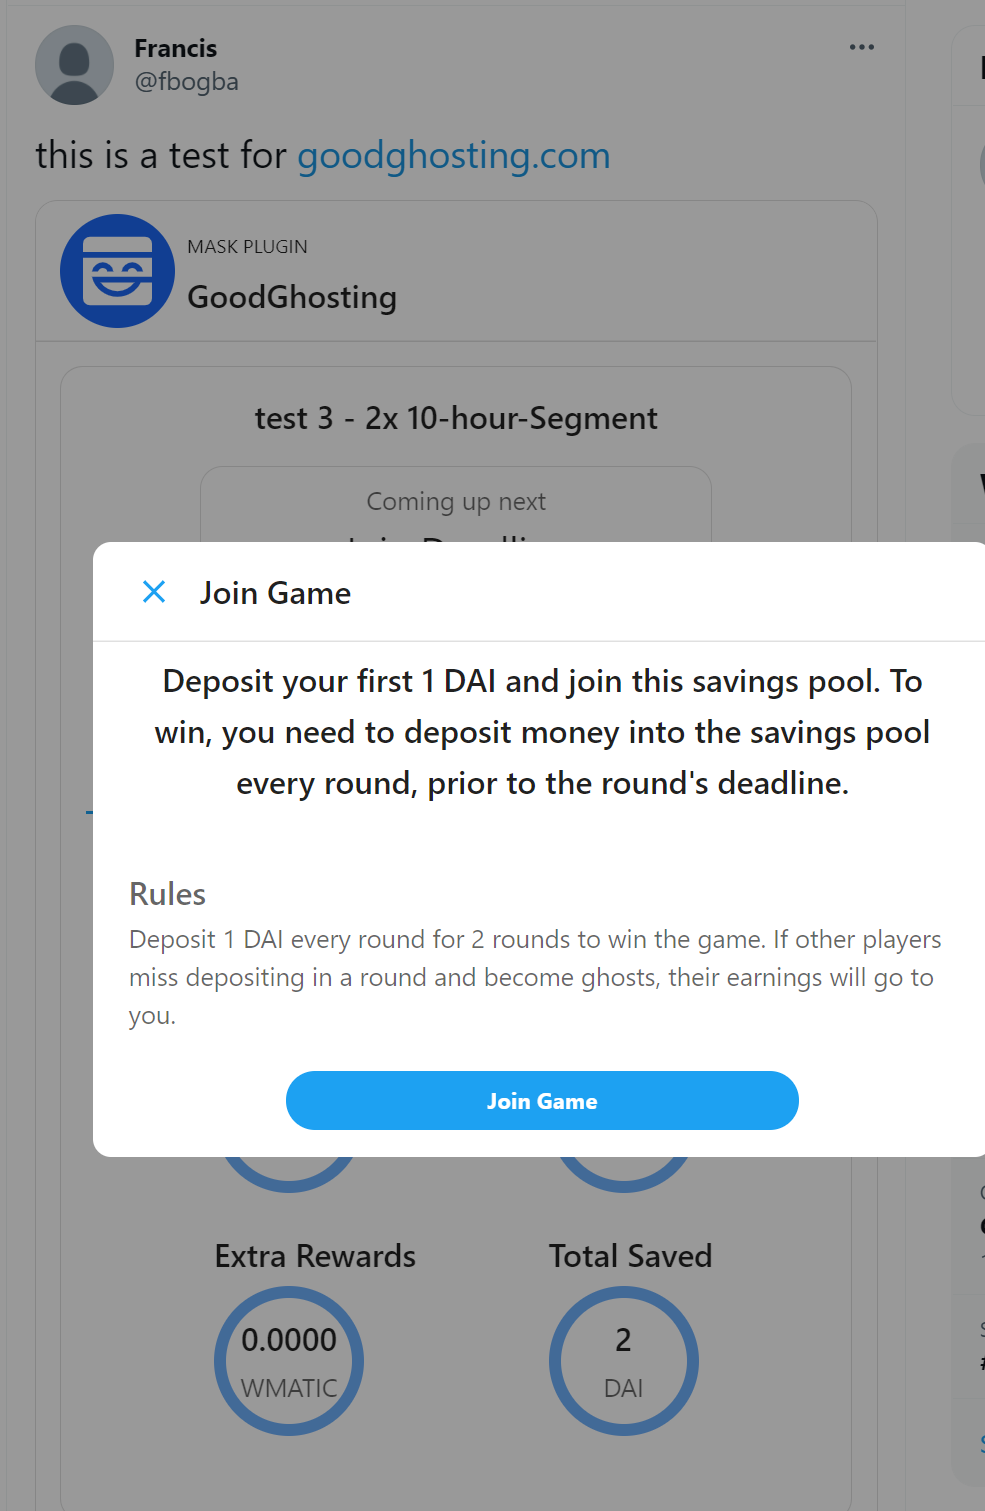 Francis
@fbogba
this is a test for goodghosting.com
MASK PLUGIN
GoodGhosting
test 3 - 2x 10-hour-Segment
Coming up next
Join Game
Deposit your first 1 DAI and join this savings pool. To
win, you need to deposit money into the savings pool
every round, prior to the round's deadline.
Rules
Deposit 1 DAI every round for 2 rounds to win the game. If other players
miss depositing in a round and become ghosts, their earnings will go to
you.
Join Game
Extra Rewards
Total Saved
0.0000
2
WMATIC
DAI